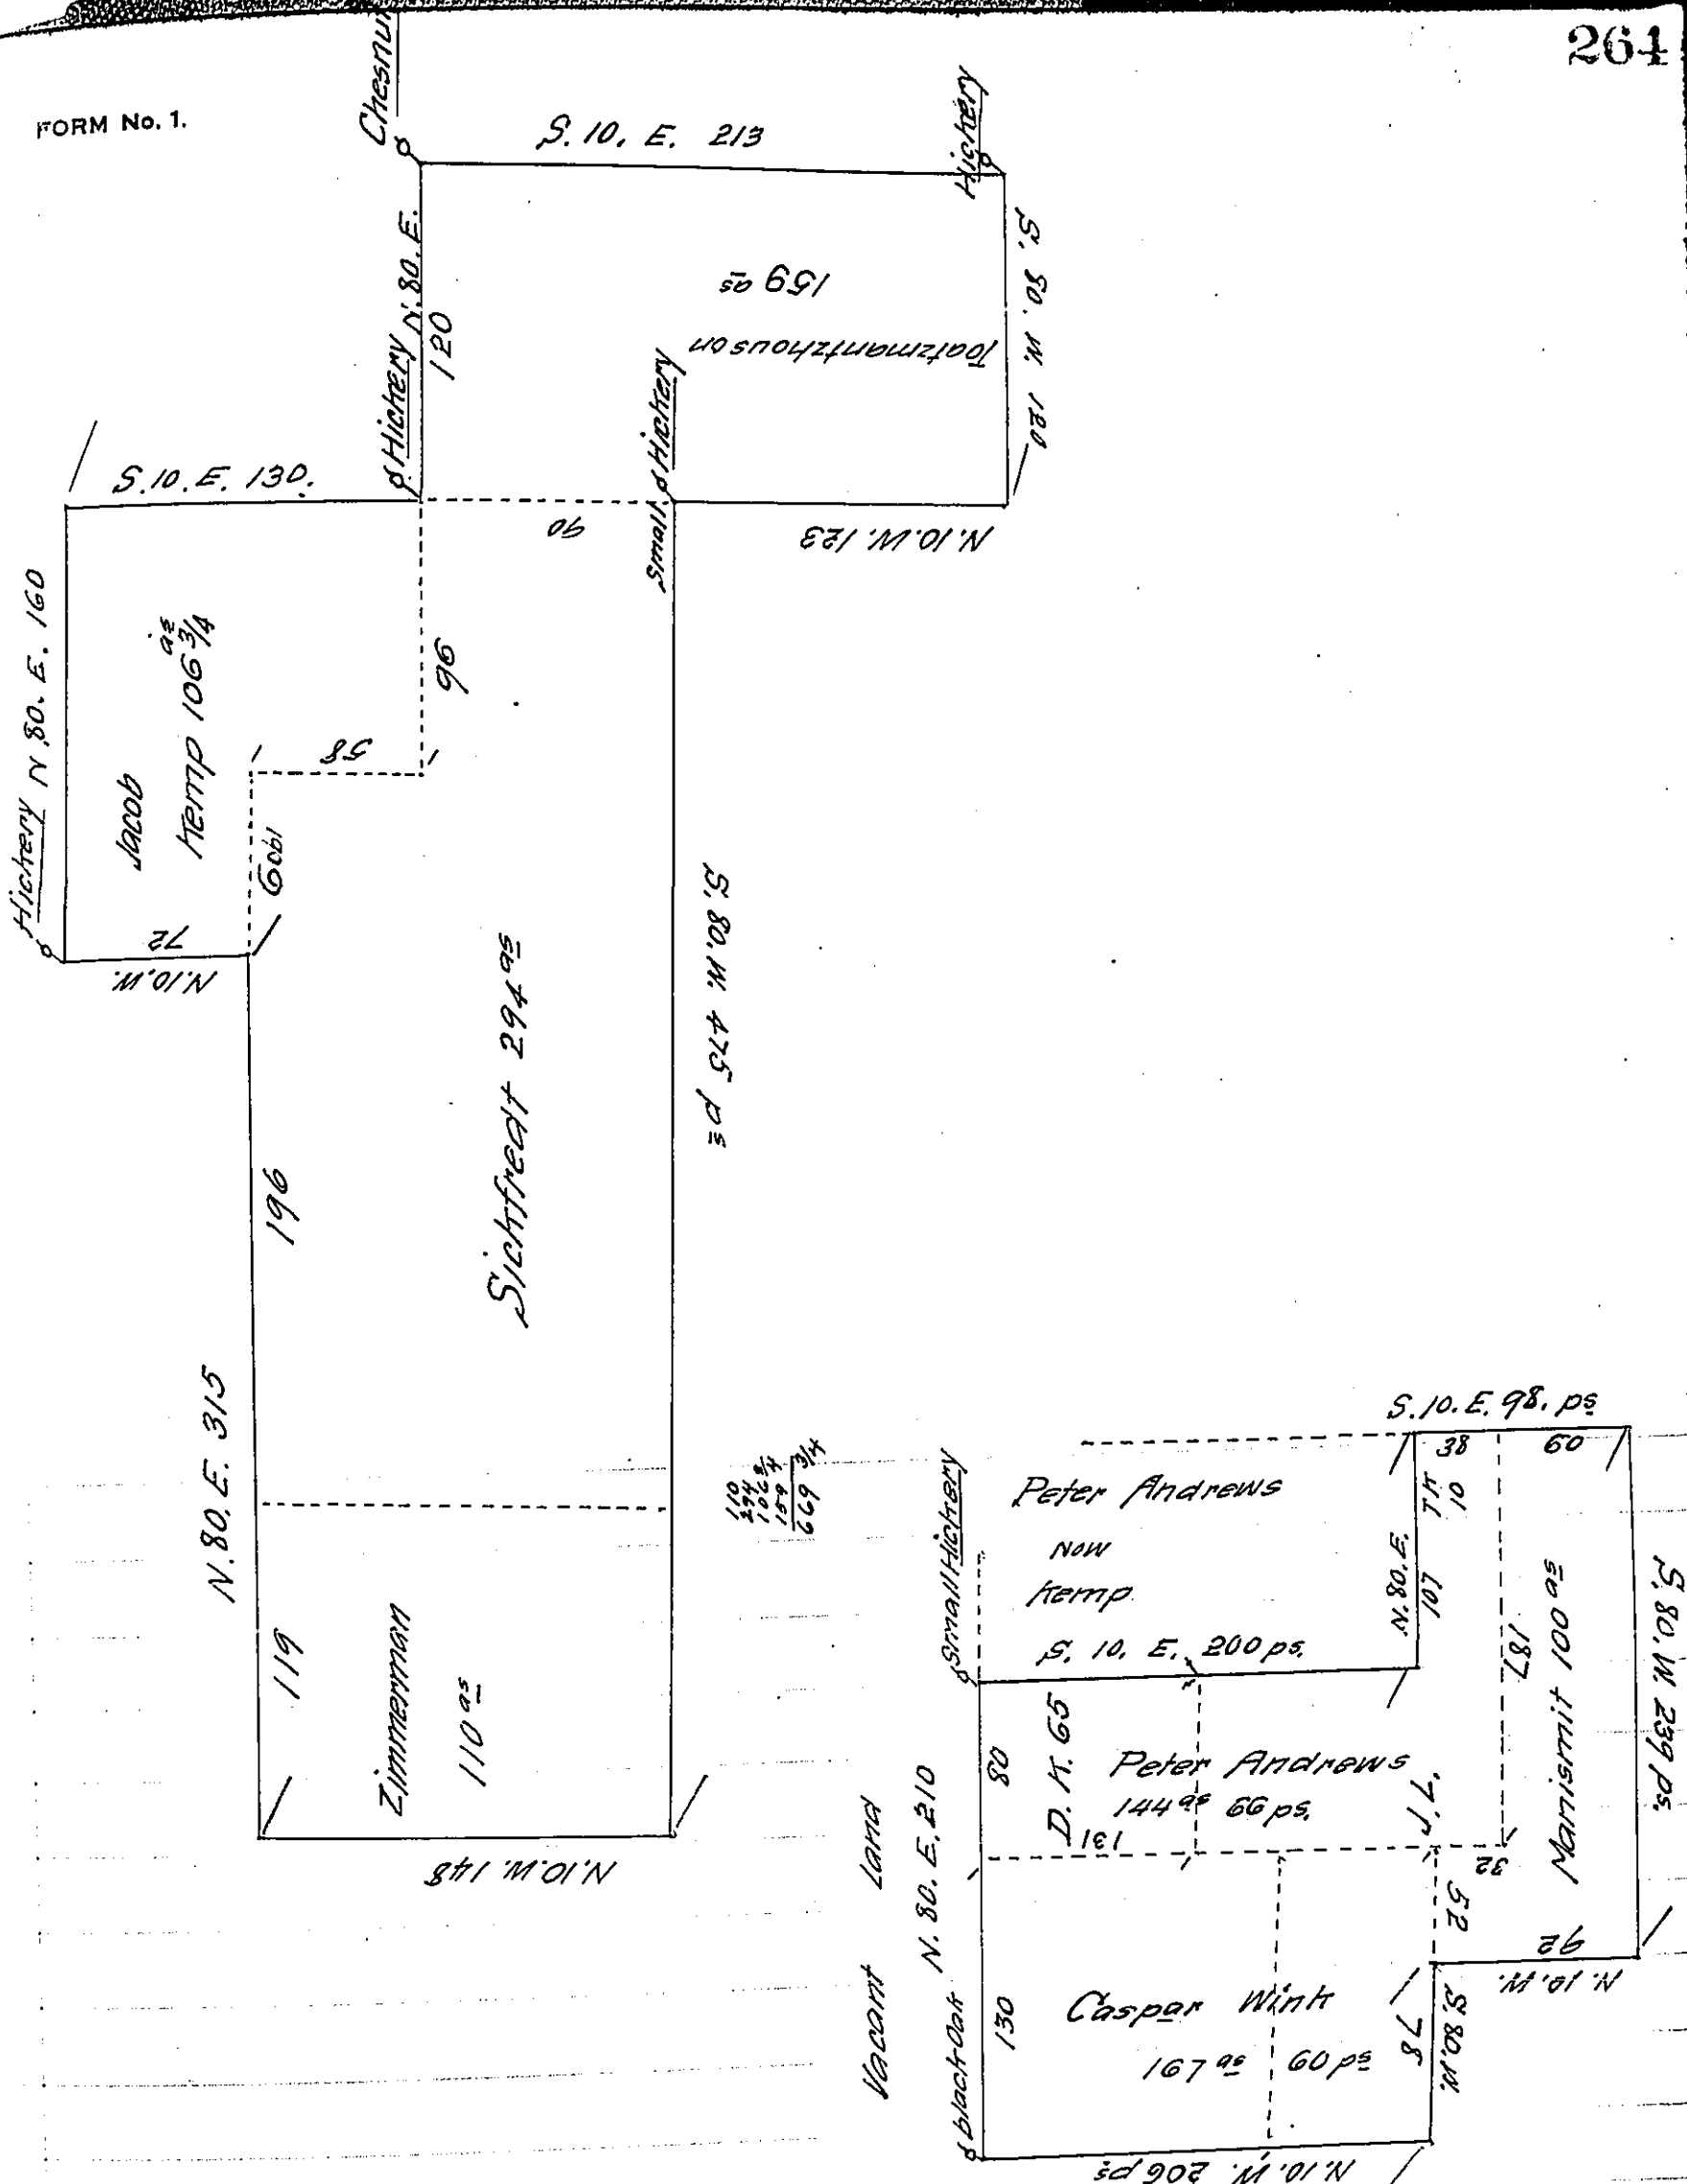 264
FORM No. 1.
Chesnut
S. 10, E. 213
Hickery
N. 80. E.
120
Hickery
159 as
Toatzmantzhouson
S. 80. W. 120
small Hickery
S. 10. E. 130.
90
N. 10. W. 123
Hickery N. 80. E. 160
Jacob
Kemp 106 3/4 as
96
58
60 b1
72
N. 10. W.
Sickfredt 294 as
S. 80. W. 475 ps
196
N. 80. E. 315
119
Zimmerman
110 as
N. 10. W. 148
110
294
106 3/4
159
669 3/4
S. 10. E. 98. ps
38
60
Small Hickery
Peter Andrews
Now
Kemp
N. 80. E.
107
10
S. 10. E. 200 ps.
187
Manismit 100 as
S. 80. W. 239 ps.
80
D. K. 65
Peter Andrews
144 as 66 ps.
131
32
52
Vacant Land
N. 80. E. 210
black Oak
130
Caspar Wink
167 as 60 ps
78
S. 80. W.
92
N. 10. W.
N. 10. W. 206 ps